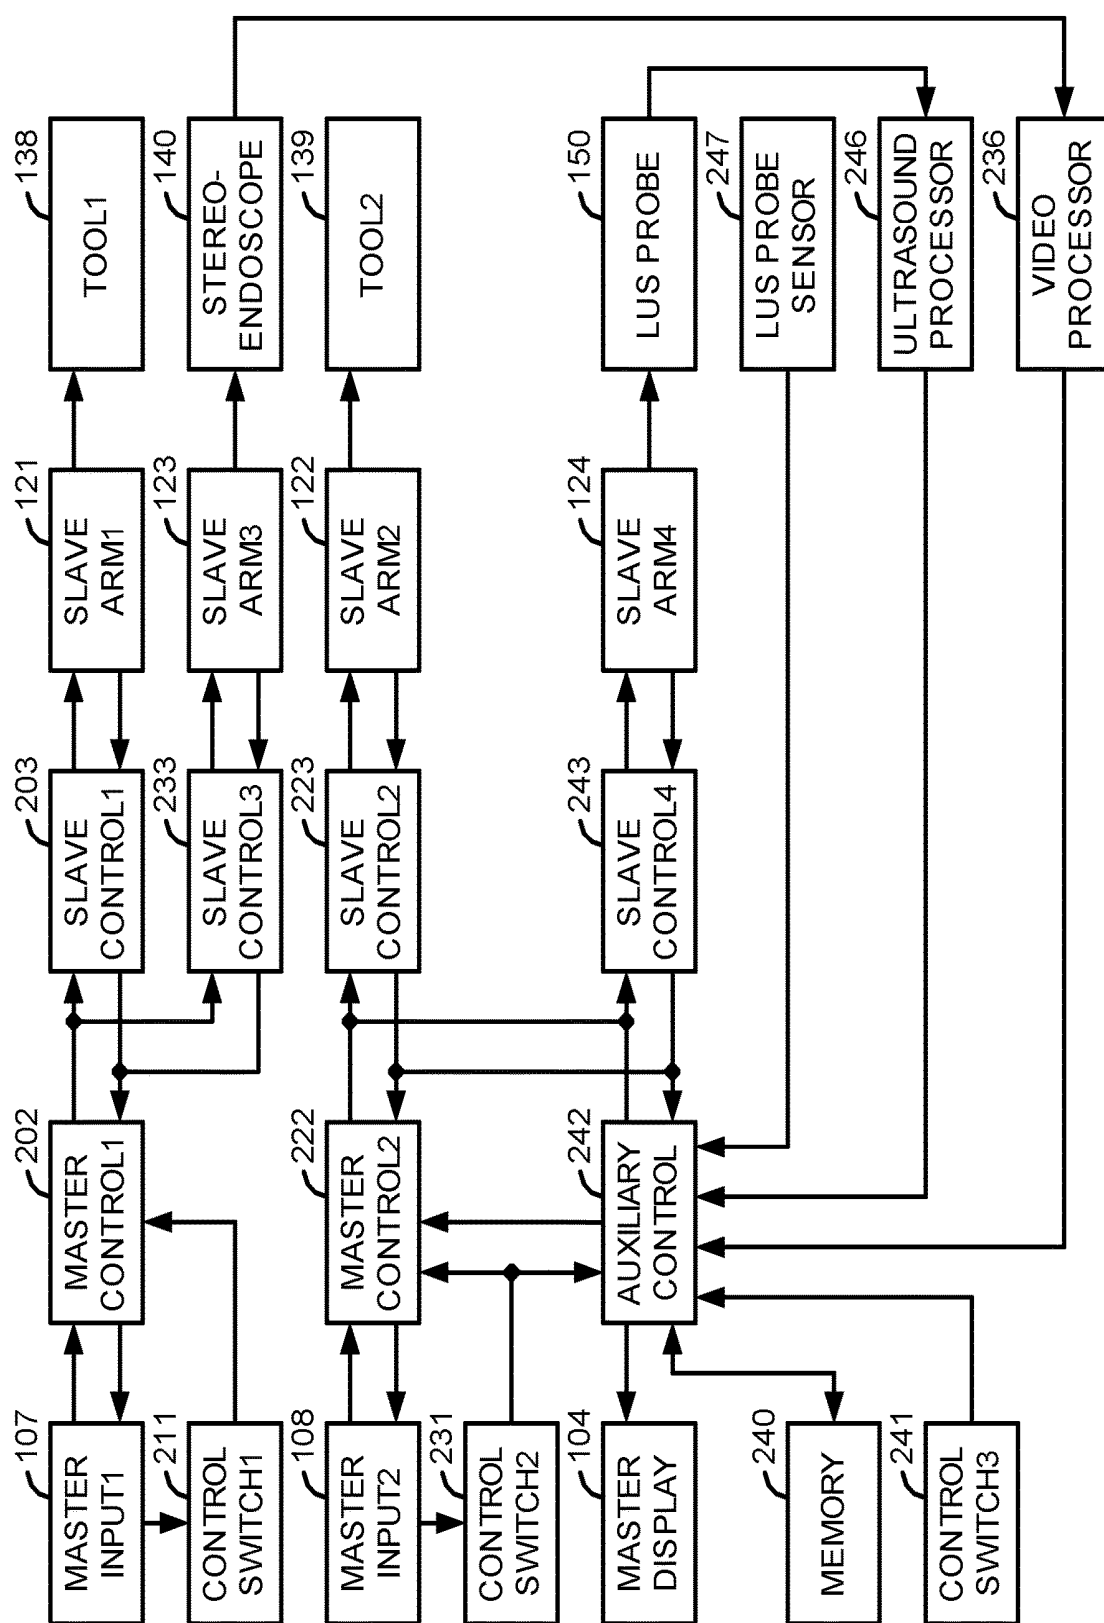 107
MASTER
INPUT1
202
MASTER
CONTROL1
203
SLAVE
CONTROL1
121
SLAVE
ARM1
138
TOOL1
211
CONTROL
SWITCH1
233
SLAVE
CONTROL3
123
SLAVE
ARM3
140
STEREO-
ENDOSCOPE
108
MASTER
INPUT2
222
MASTER
CONTROL2
223
SLAVE
CONTROL2
122
SLAVE
ARM2
139
TOOL2
231
CONTROL
SWITCH2
104
MASTER
DISPLAY
242
AUXILIARY
CONTROL
243
SLAVE
CONTROL4
124
SLAVE
ARM4
150
LUS PROBE
247
LUS PROBE
SENSOR
240
MEMORY
246
ULTRASOUND
PROCESSOR
241
CONTROL
SWITCH3
236
VIDEO
PROCESSOR